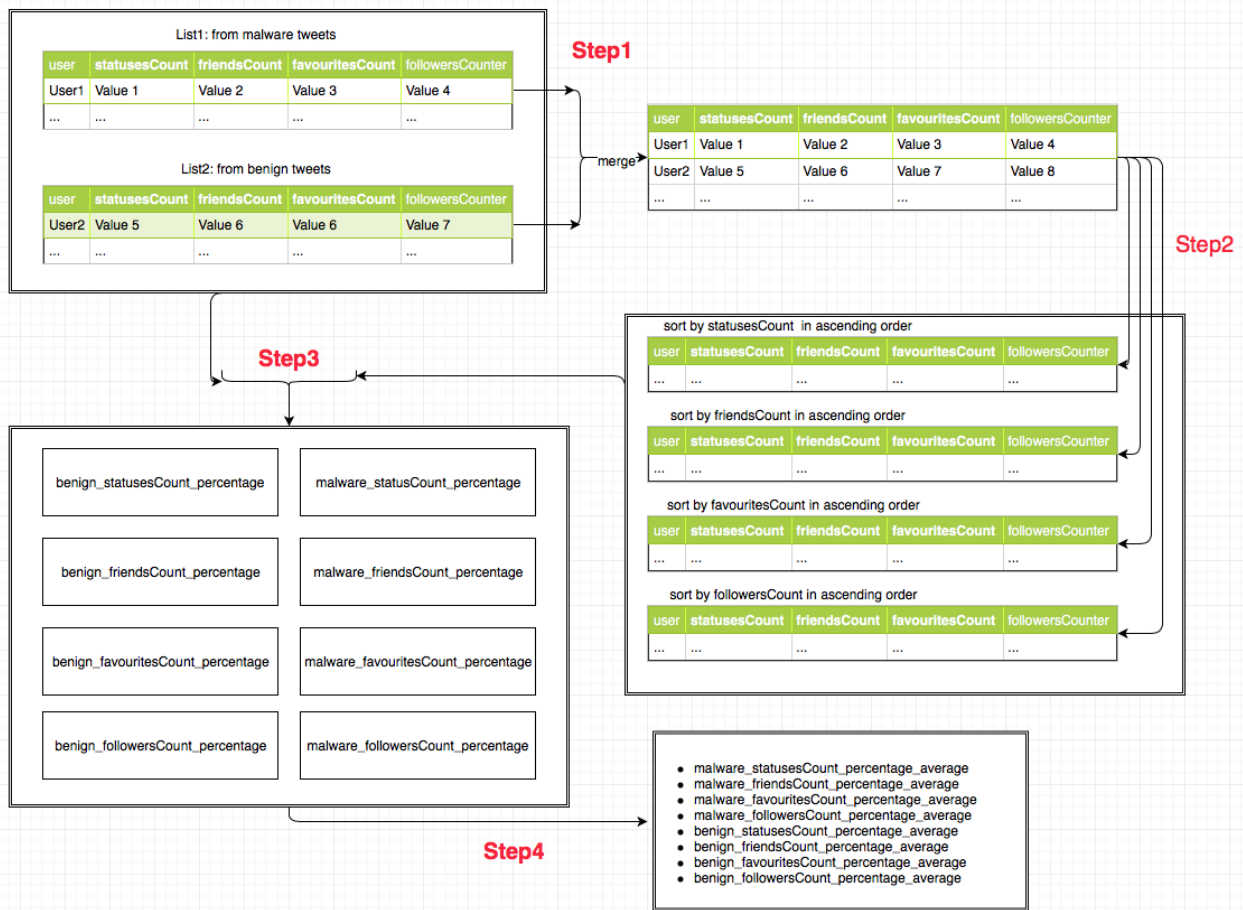 List1: from malware tweets
user statusesCount friendsCount favouritesCount followersCounter
User1 Value 1 Value 2 Value 3 Value 4
... ... ... ... ...
List2: from benign tweets
user statusesCount friendsCount favouritesCount followersCounter
User2 Value 5 Value 6 Value 6 Value 7
... ... ... ... ...
Step1
merge
user statusesCount friendsCount favouritesCount followersCounter
User1 Value 1 Value 2 Value 3 Value 4
User2 Value 5 Value 6 Value 7 Value 8
... ... ... ... ...
Step2
sort by statusesCount in ascending order
user statusesCount friendsCount favouritesCount followersCounter
... ... ... ... ...
sort by friendsCount in ascending order
user statusesCount friendsCount favouritesCount followersCounter
... ... ... ... ...
sort by favouritesCount in ascending order
user statusesCount friendsCount favouritesCount followersCounter
... ... ... ... ...
sort by followersCount in ascending order
user statusesCount friendsCount favouritesCount followersCounter
... ... ... ... ...
Step3
benign_statusesCount_percentage malware_statusCount_percentage
benign_friendsCount_percentage malware_friendsCount_percentage
benign_favouritesCount_percentage malware_favouritesCount_percentage
benign_followersCount_percentage malware_followersCount_percentage
Step4
• malware_statusesCount_percentage_average
• malware_friendsCount_percentage_average
• malware_favouritesCount_percentage_average
• malware_followersCount_percentage_average
• benign_statusesCount_percentage_average
• benign_friendsCount_percentage_average
• benign_favouritesCount_percentage_average
• benign_followersCount_percentage_average